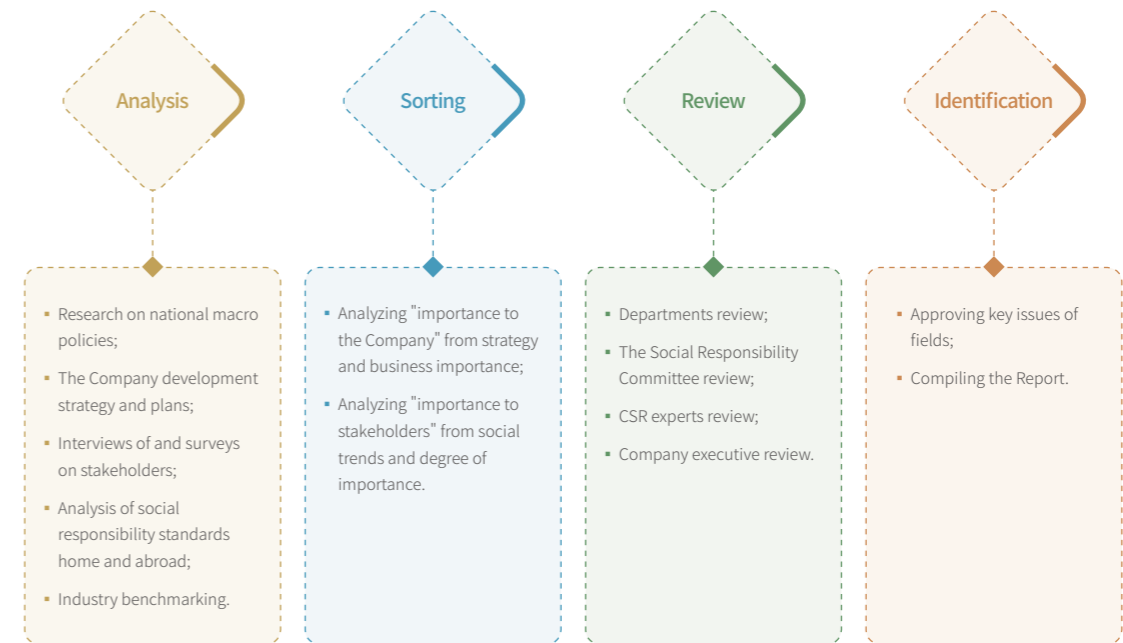 Analysis
Sorting
Review
Identification
▪ Research on national macro
policies;
▪ The Company development
strategy and plans;
▪ Interviews of and surveys
on stakeholders;
▪ Analysis of social
responsibility standards
home and abroad;
▪ Industry benchmarking.
▪ Analyzing "importance to
the Company" from strategy
and business importance;
▪ Analyzing "importance to
stakeholders" from social
trends and degree of
importance.
▪ Departments review;
▪ The Social Responsibility
Committee review;
▪ CSR experts review;
▪ Company executive review.
▪ Approving key issues of
fields;
▪ Compiling the Report.